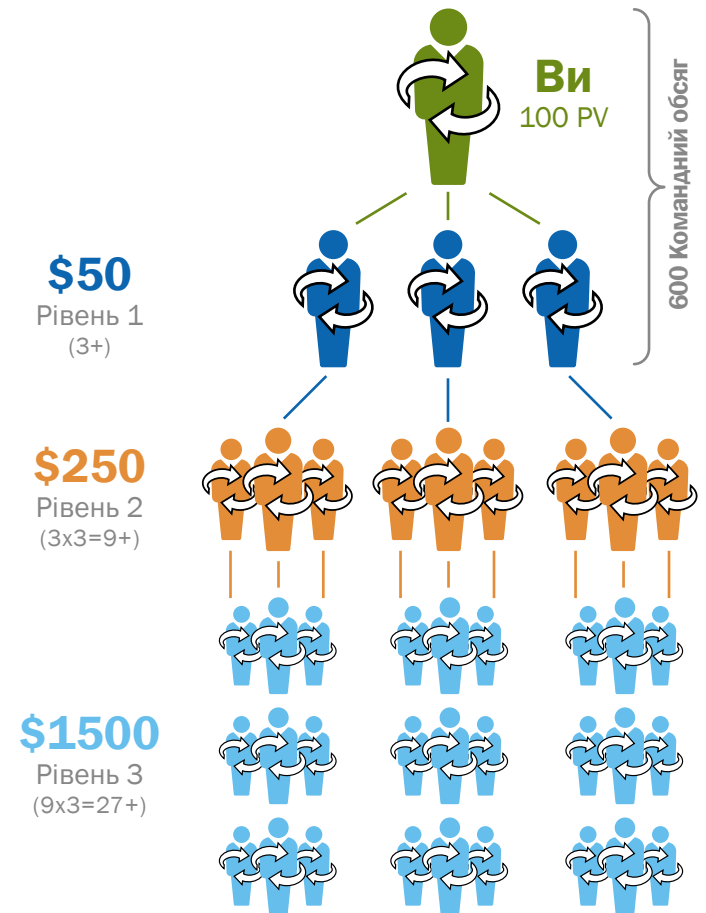 Ви
100 PV
600 Командний обсяг
$50
Рівень 1
(3+)
$250
Рівень 2
(3x3=9+)
$1500
Рівень 3
(9x3=27+)